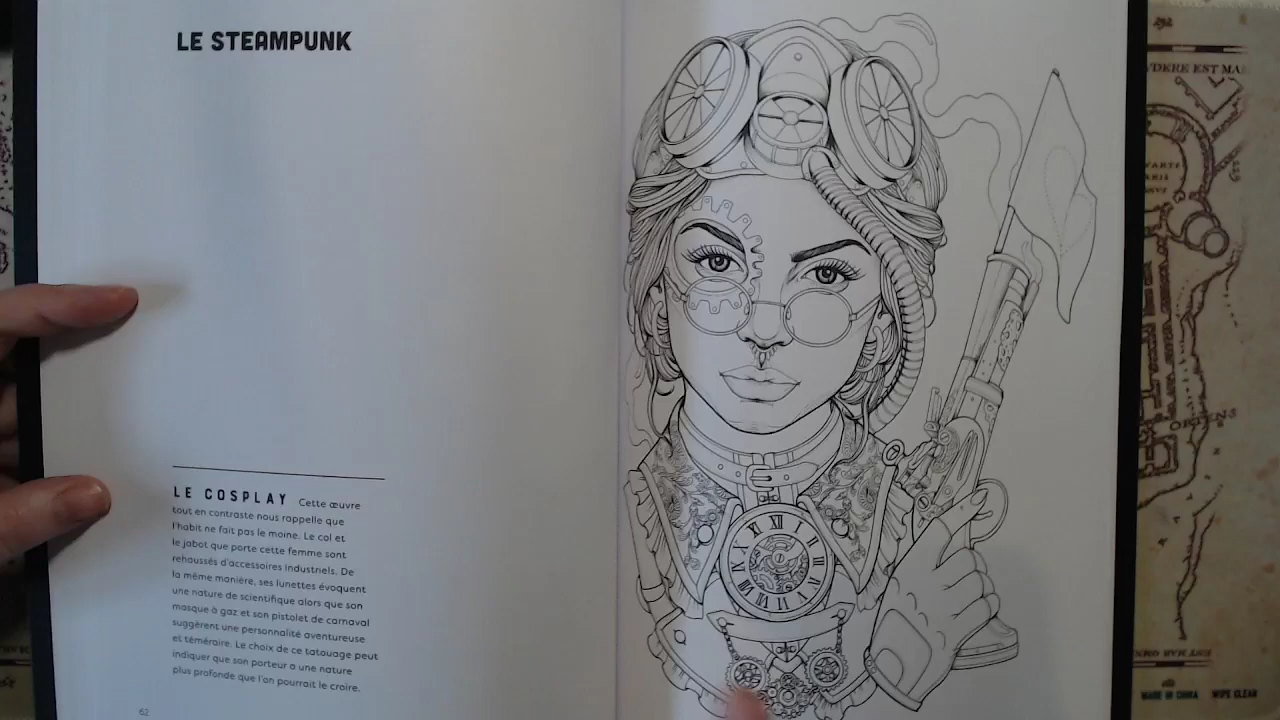 LE STEAMPUNK
LE COSPLAY Cette œuvre
tout en contraste nous rappelle que
l'habit ne fait pas le moine. Le col et
le jabot que porte cette femme sont
rehaussés d'accessoires industriels. De
la même manière, ses lunettes évoquent
une nature de scientifique alors que son
masque à gaz et son pistolet de carnaval
suggèrent une personnalité aventureuse
et téméraire. Le choix de ce tatouage peut
indiquer que son porteur a une nature
plus profonde que l'on pourrait le croire.
62
XII
ORTENS
MADE IN CHINA WIPE CLEAN